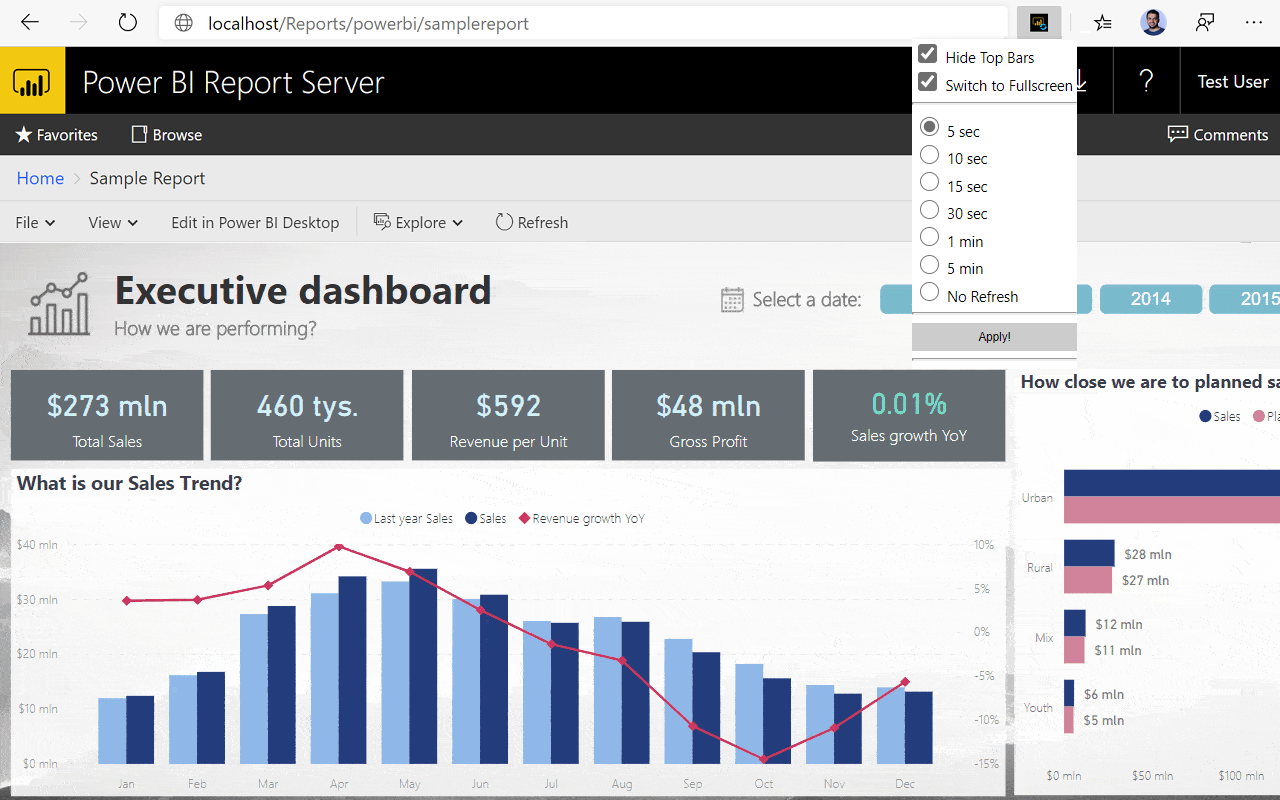 localhost/Reports/powerbi/samplereport
Hide Top Bars
Switch to Fullscreen
5 sec
10 sec
15 sec
30 sec
1 min
5 min
No Refresh
Apply!
Power BI Report Server
? Test User
Favorites Browse Comments
Home > Sample Report
File View Edit in Power BI Desktop Explore Refresh
Executive dashboard
How we are performing?
Select a date: 2014 2015
$273 mln
Total Sales
460 tys.
Total Units
$592
Revenue per Unit
$48 mln
Gross Profit
0.01%
Sales growth YoY
What is our Sales Trend?
Last year Sales Sales Revenue growth YoY
$40 mln
$30 mln
$20 mln
$10 mln
$0 mln
10%
5%
0%
-5%
-10%
-15%
Jan Feb Mar Apr May Jun Jul Aug Sep Oct Nov Dec
How close we are to planned
Sales
Urban
Rural $28 mln
$27 mln
Mix $12 mln
$11 mln
Youth $6 mln
$5 mln
$0 mln $50 mln $100 mln